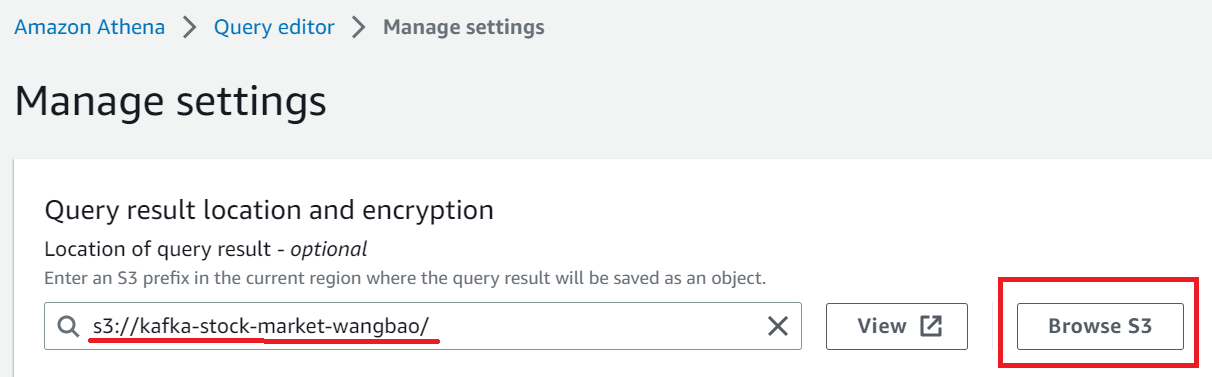 Amazon Athena > Query editor > Manage settings
Manage settings
Query result location and encryption
Location of query result - optional
Enter an S3 prefix in the current region where the query result will be saved as an object.
s3://kafka-stock-market-wangbao/ View Browse S3